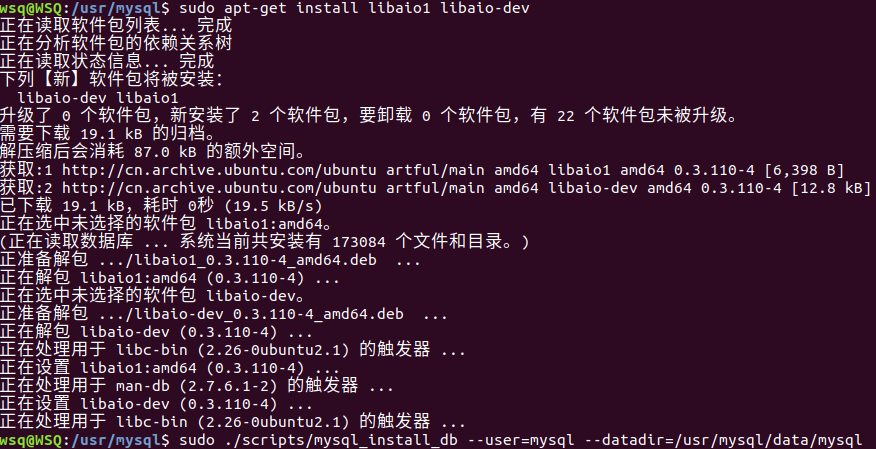 wsq@WSQ:/usr/mysql$ sudo apt-get install libaio1 libaio-dev
正在读取软件包列表... 完成
正在分析软件包的依赖关系树
正在读取状态信息... 完成
下列【新】软件包将被安装：
  libaio-dev libaio1
升级了 0 个软件包，新安装了 2 个软件包，要卸载 0 个软件包，有 22 个软件包未被升级。
需要下载 19.1 kB 的归档。
解压缩后会消耗 87.0 kB 的额外空间。
获取:1 http://cn.archive.ubuntu.com/ubuntu artful/main amd64 libaio1 amd64 0.3.110-4 [6,398 B]
获取:2 http://cn.archive.ubuntu.com/ubuntu artful/main amd64 libaio-dev amd64 0.3.110-4 [12.8 kB]
已下载 19.1 kB，耗时 0秒 (19.5 kB/s)
正在选中未选择的软件包 libaio1:amd64。
(正在读取数据库 ... 系统当前共安装有 173084 个文件和目录。)
正准备解包 .../libaio1_0.3.110-4_amd64.deb  ...
正在解包 libaio1:amd64 (0.3.110-4) ...
正在选中未选择的软件包 libaio-dev。
正准备解包 .../libaio-dev_0.3.110-4_amd64.deb  ...
正在解包 libaio-dev (0.3.110-4) ...
正在处理用于 libc-bin (2.26-0ubuntu2.1) 的触发器 ...
正在设置 libaio1:amd64 (0.3.110-4) ...
正在处理用于 man-db (2.7.6.1-2) 的触发器 ...
正在设置 libaio-dev (0.3.110-4) ...
正在处理用于 libc-bin (2.26-0ubuntu2.1) 的触发器 ...
wsq@WSQ:/usr/mysql$ sudo ./scripts/mysql_install_db --user=mysql --datadir=/usr/mysql/data/mysql